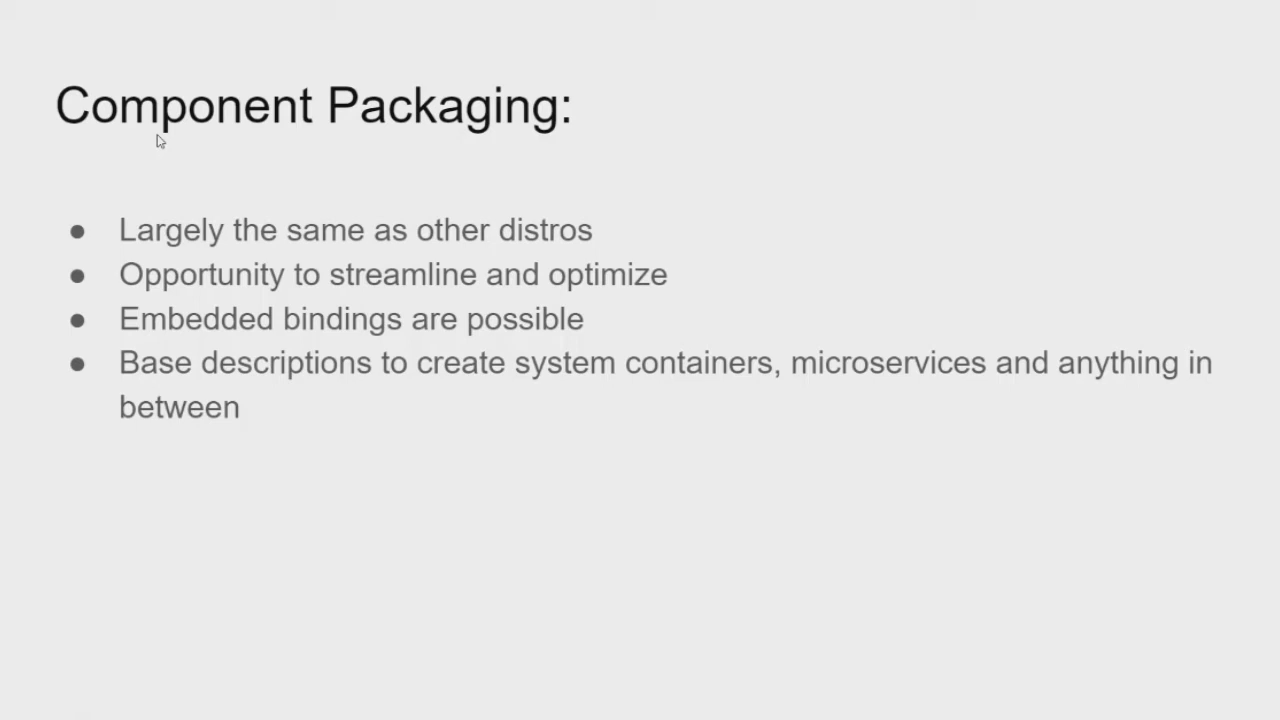 Component Packaging:
● Largely the same as other distros
● Opportunity to streamline and optimize
● Embedded bindings are possible
● Base descriptions to create system containers, microservices and anything in
between